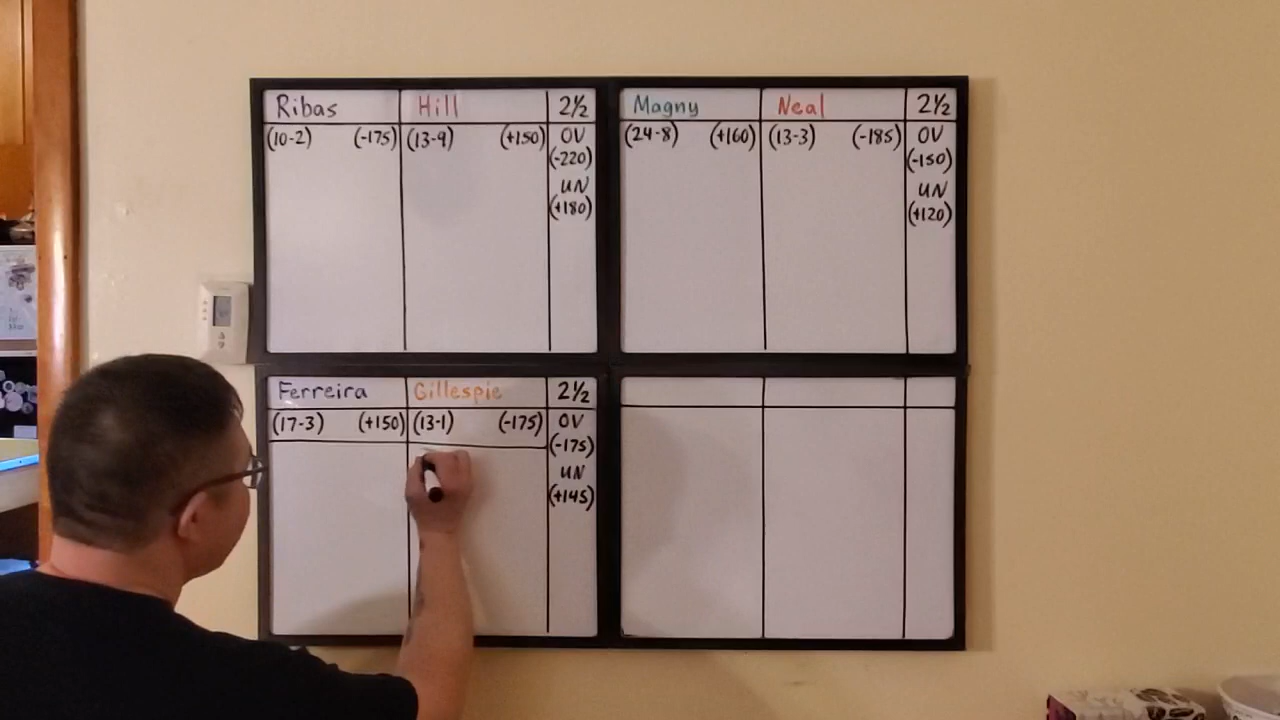 Ribas Hill 2½
(10-2) (-175) (13-9) (+150) OV
(-220)
UN
(+180)
Magny Neal 2½
(24-8) (+160) (13-3) (-185) OV
(-150)
UN
(+120)
Ferreira Gillespie 2½
(17-3) (+150) (13-1) (-175) OV
(-175)
UN
(+145)